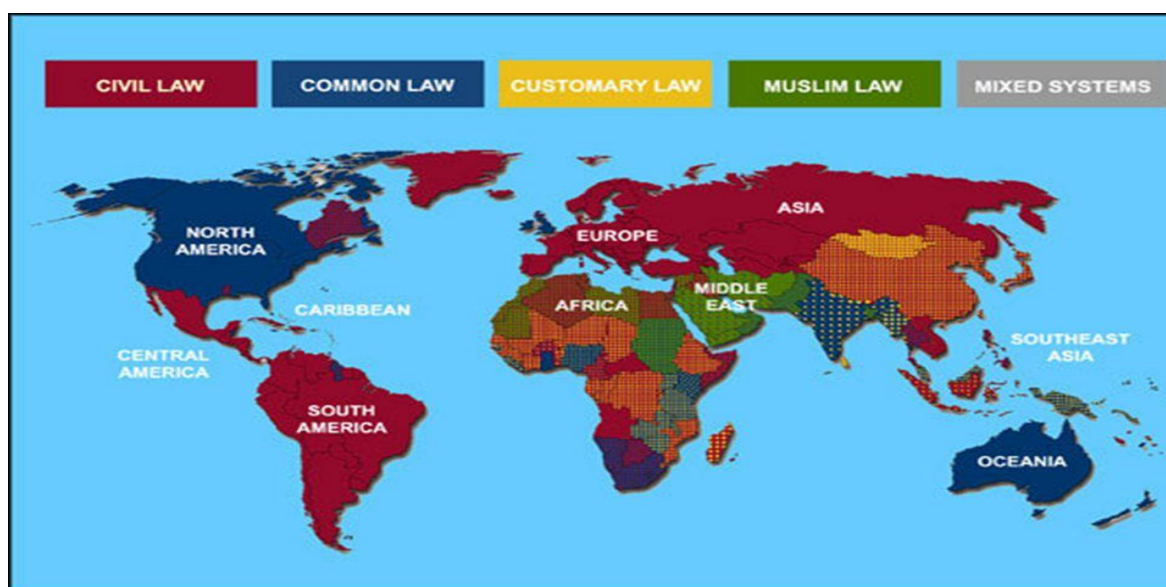 CIVIL LAW
COMMON LAW
CUSTOMARY LAW
MUSLIM LAW
MIXED SYSTEMS
NORTH
AMERICA
EUROPE
ASIA
CARIBBEAN
AFRICA
MIDDLE
EAST
CENTRAL
AMERICA
SOUTHEAST
ASIA
SOUTH
AMERICA
OCEANIA